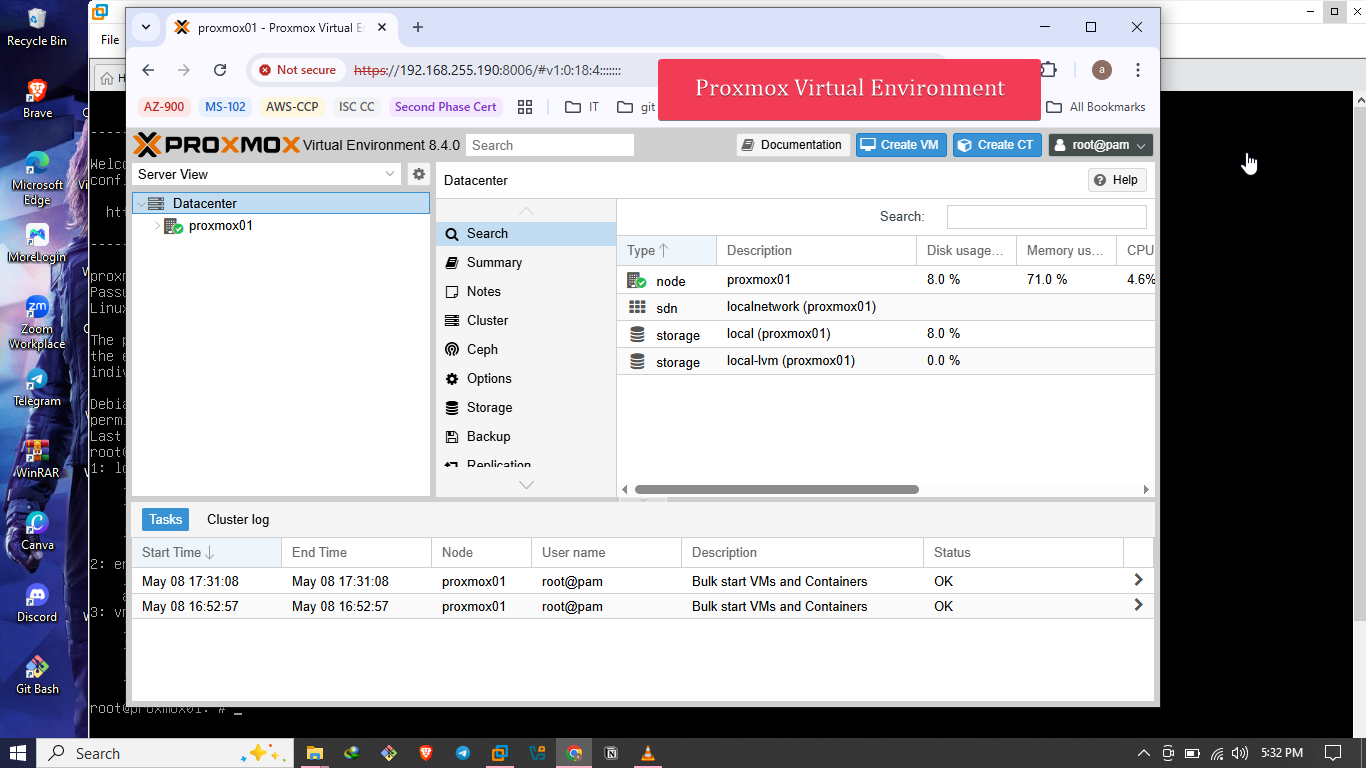 Recycle Bin
Brave
Microsoft
Edge
MoreLogin
Zoom
Workplace
Telegram
WinRAR
Canva
Discord
Git Bash
File
proxmox01 - Proxmox Virtual E
Not secure
https://192.168.255.190:8006/#v1:0:18:4:::::::
a
Proxmox Virtual Environment
AZ-900
MS-102
AWS-CCP
ISC CC
Second Phase Cert
IT
git
All Bookmarks
PROXMOX Virtual Environment 8.4.0
Search
Documentation
Create VM
Create CT
root@pam
Server View
Datacenter
Help
Datacenter
proxmox01
Search
Summary
Notes
Cluster
Ceph
Options
Storage
Backup
Replication
Search:
Type Description Disk usage... Memory us... CPU
node proxmox01 8.0 % 71.0 % 4.6%
sdn localnetwork (proxmox01)
storage local (proxmox01) 8.0 %
storage local-lvm (proxmox01) 0.0 %
Tasks Cluster log
Start Time End Time Node User name Description Status
May 08 17:31:08 May 08 17:31:08 proxmox01 root@pam Bulk start VMs and Containers OK
May 08 16:52:57 May 08 16:52:57 proxmox01 root@pam Bulk start VMs and Containers OK
root@proxmox01:~# _
Search
5:32 PM